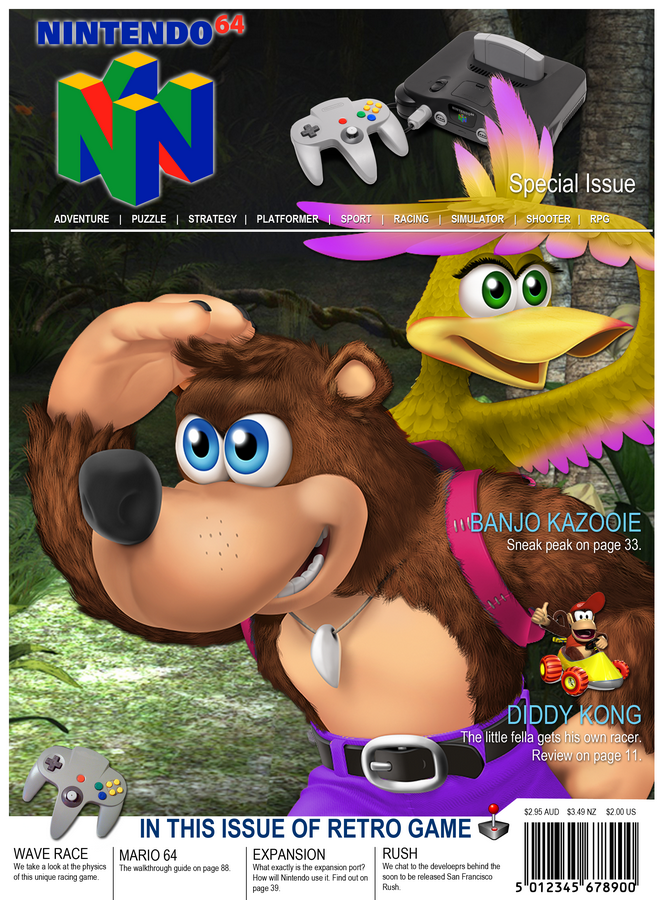 NINTENDO 64
Special Issue
ADVENTURE | PUZZLE | STRATEGY | PLATFORMER | SPORT | RACING | SIMULATOR | SHOOTER | RPG
BANJO KAZOOIE
Sneak peak on page 33.
DIDDY KONG
The little fella gets his own racer.
Review on page 11.
IN THIS ISSUE OF RETRO GAME
$2.95 AUD $3.49 NZ $2.00 US
WAVE RACE
We take a look at the physics
of this unique racing game.
MARIO 64
The walkthrough guide on page 88.
EXPANSION
What exactly is the expansion port?
How will Nintendo use it. Find out on
page 39.
RUSH
We chat to the develoeprs behind the
soon to be released San Francisco
Rush.
5 012345 678900